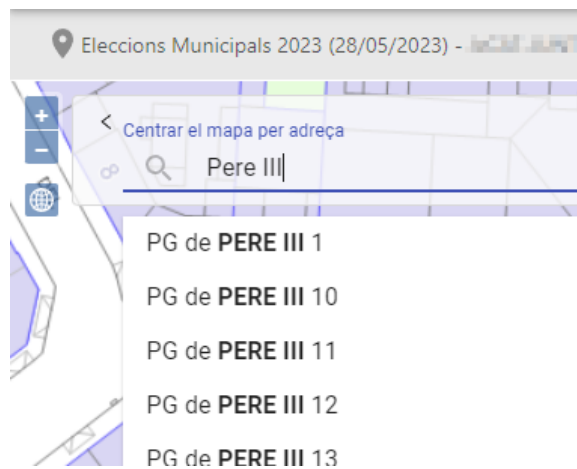 Eleccions Municipals 2023 (28/05/2023) -
+
-
<
Centrar el mapa per adreça
8
Pere III
PG de PERE III 1
PG de PERE III 10
PG de PERE III 11
PG de PERE III 12
PG de PERE III 13